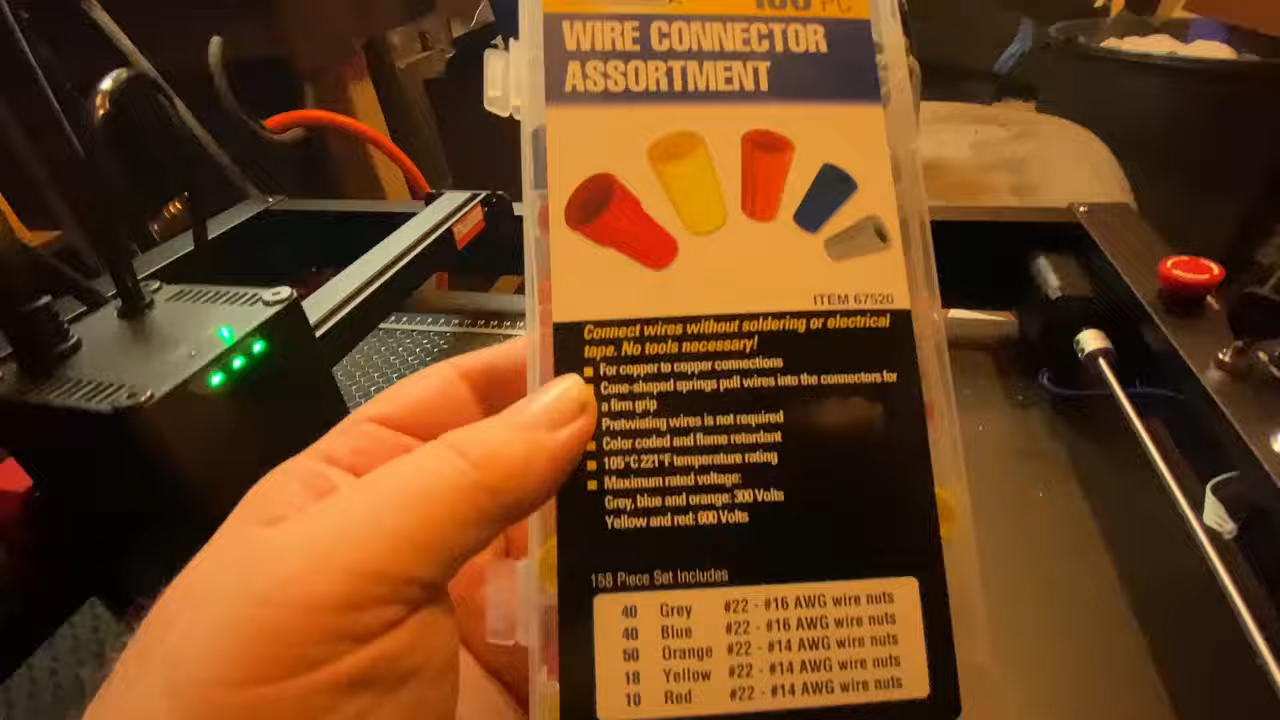 PC
WIRE CONNECTOR
ASSORTMENT
ITEM 67520
Connect wires without soldering or electrical
tape. No tools necessary!
For copper to copper connections
Cone-shaped springs pull wires into the connectors for
a firm grip
Pretwisting wires is not required
Color coded and flame retardant
105°C 221°F temperature rating
Maximum rated voltage:
Grey, blue and orange: 300 Volts
Yellow and red: 600 Volts
158 Piece Set Includes
40 Grey #22 - #16 AWG wire nuts
40 Blue #22 - #16 AWG wire nuts
50 Orange #22 - #14 AWG wire nuts
18 Yellow #22 - #14 AWG wire nuts
10 Red #22 - #14 AWG wire nuts